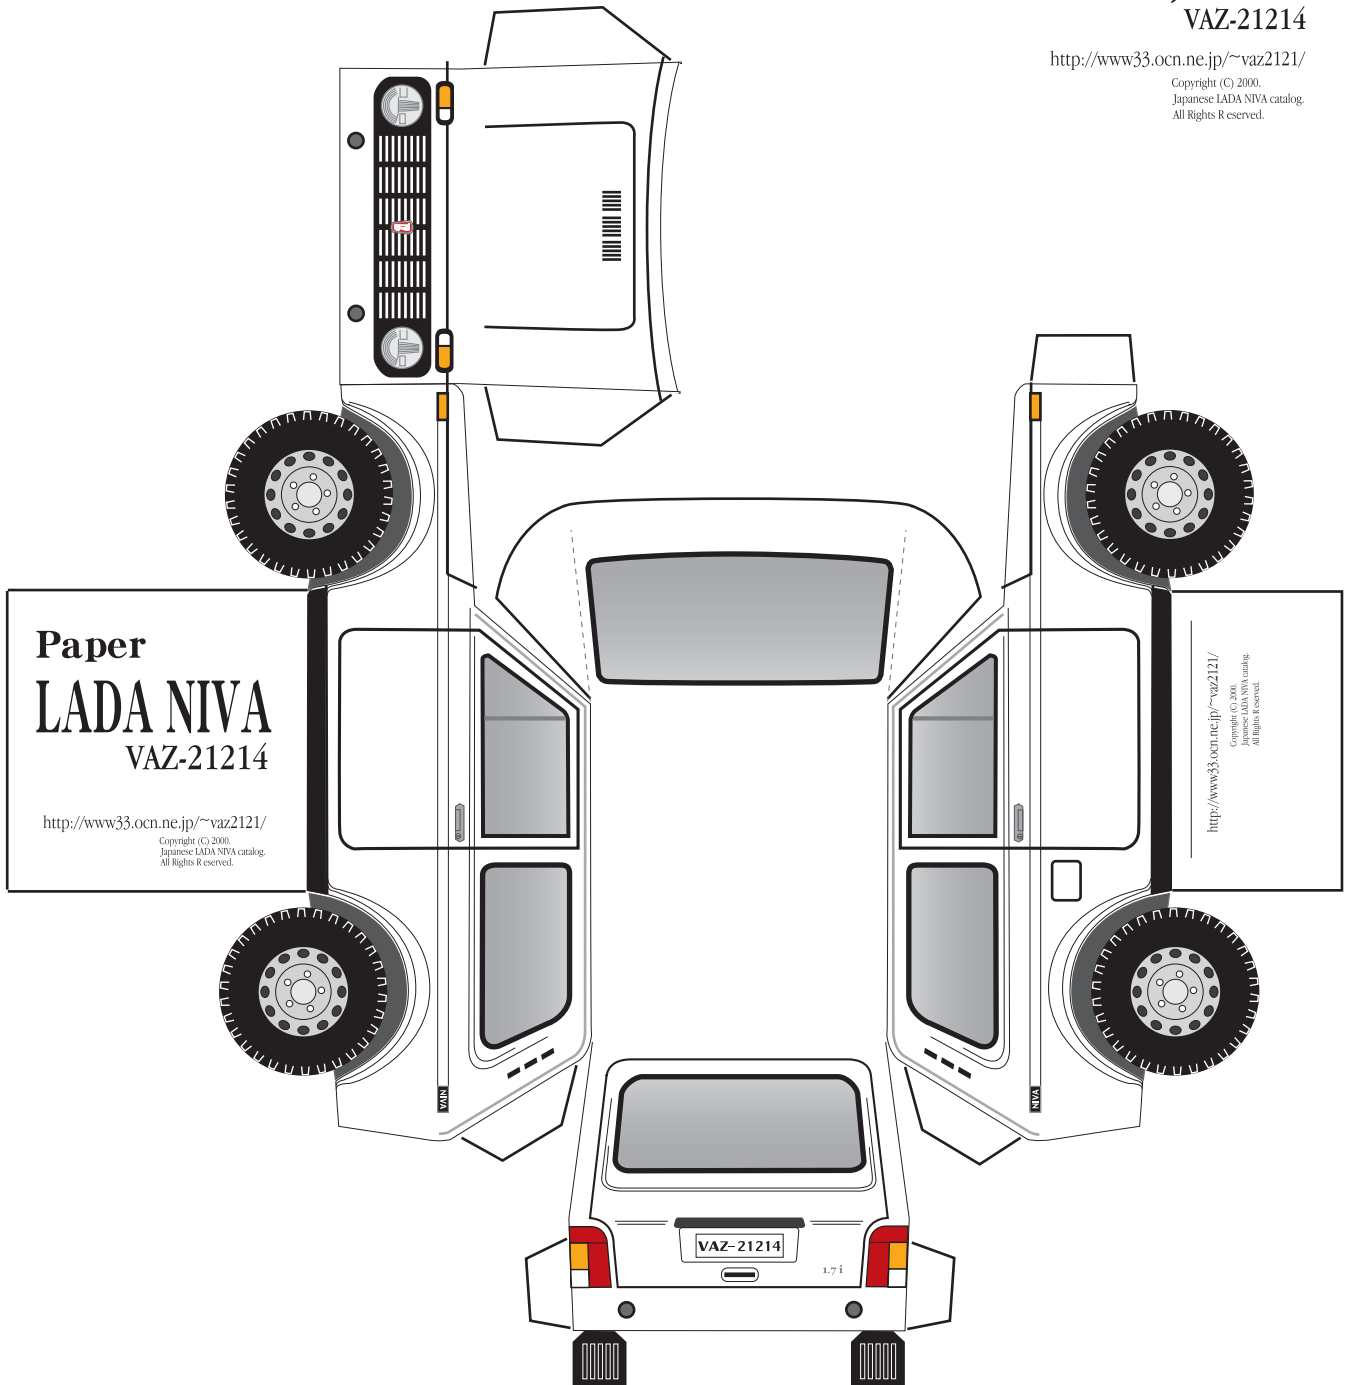 VAZ-21214
http://www33.ocn.ne.jp/~vaz2121/
Copyright (C) 2000.
Japanese LADA NIVA catalog.
All Rights R eserved.
Paper
LADA NIVA
VAZ-21214
http://www33.ocn.ne.jp/~vaz2121/
Copyright (C) 2000.
Japanese LADA NIVA catalog.
All Rights R eserved.
http://www33.ocn.ne.jp/~vaz2121/
Copyright (C) 2000.
Japanese LADA NIVA catalog.
All Rights R eserved.
NIVA
NIVA
VAZ-21214
1.7 i